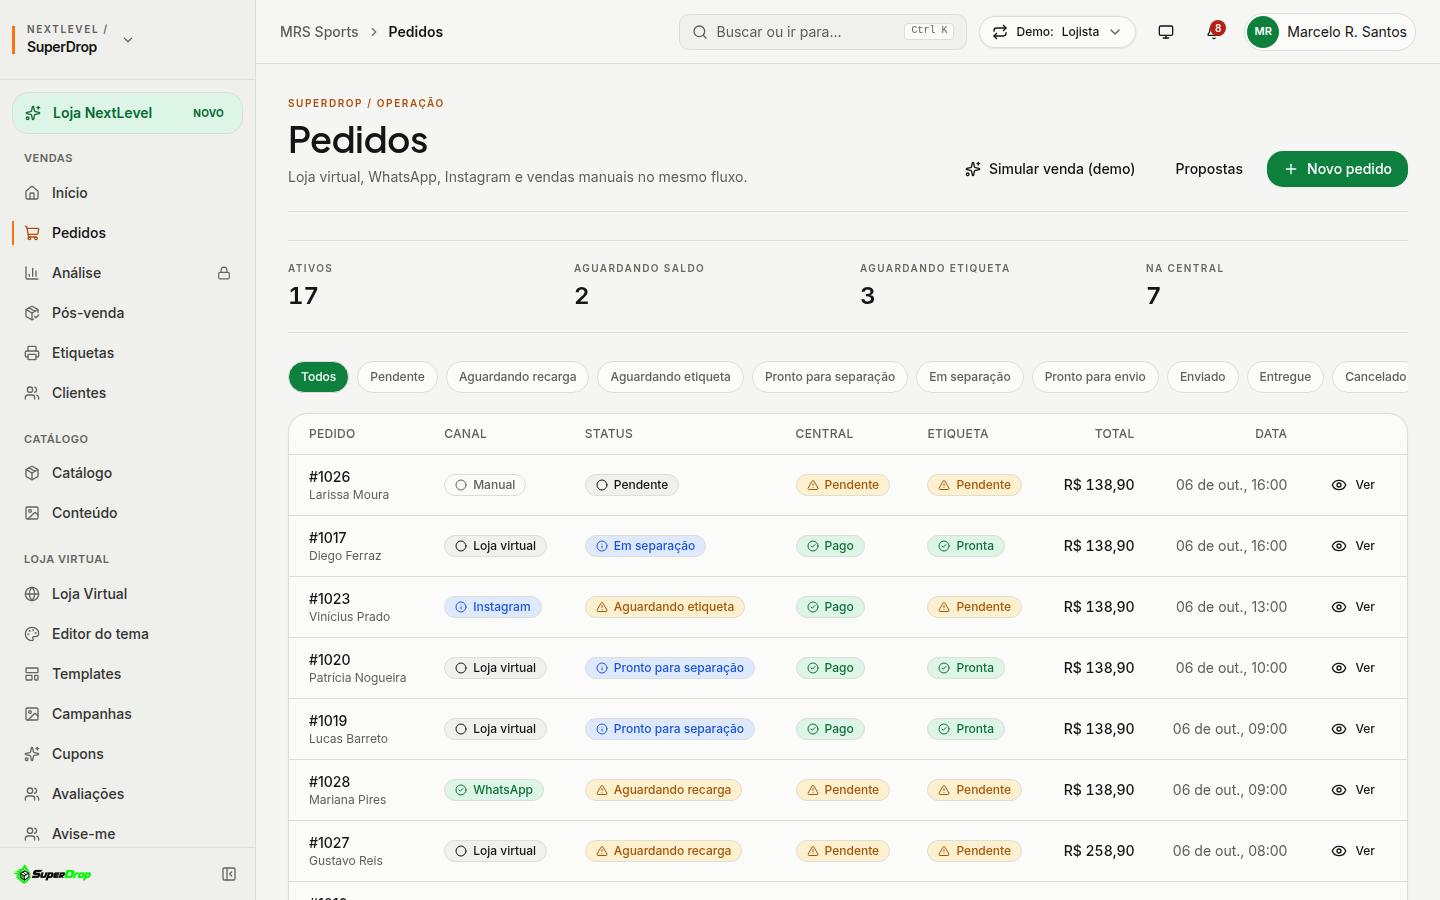 NEXTLEVEL /
SuperDrop
Loja NextLevel NOVO
VENDAS
Início
Pedidos
Análise
Pós-venda
Etiquetas
Clientes
CATÁLOGO
Catálogo
Conteúdo
LOJA VIRTUAL
Loja Virtual
Editor do tema
Templates
Campanhas
Cupons
Avaliações
Avise-me
SuperDrop
MRS Sports > Pedidos
Buscar ou ir para... Ctrl K
Demo: Lojista
8
MR Marcelo R. Santos
SUPERDROP / OPERAÇÃO
Pedidos
Loja virtual, WhatsApp, Instagram e vendas manuais no mesmo fluxo.
Simular venda (demo) Propostas + Novo pedido
ATIVOS AGUARDANDO SALDO AGUARDANDO ETIQUETA NA CENTRAL
17 2 3 7
Todos Pendente Aguardando recarga Aguardando etiqueta Pronto para separação Em separação Pronto para envio Enviado Entregue Cancelado
PEDIDO CANAL STATUS CENTRAL ETIQUETA TOTAL DATA
#1026 Manual Pendente Pendente Pendente R$ 138,90 06 de out., 16:00 Ver
Larissa Moura
#1017 Loja virtual Em separação Pago Pronta R$ 138,90 06 de out., 16:00 Ver
Diego Ferraz
#1023 Instagram Aguardando etiqueta Pago Pendente R$ 138,90 06 de out., 13:00 Ver
Vinícius Prado
#1020 Loja virtual Pronto para separação Pago Pronta R$ 138,90 06 de out., 10:00 Ver
Patrícia Nogueira
#1019 Loja virtual Pronto para separação Pago Pronta R$ 138,90 06 de out., 09:00 Ver
Lucas Barreto
#1028 WhatsApp Aguardando recarga Pendente Pendente R$ 138,90 06 de out., 09:00 Ver
Mariana Pires
#1027 Loja virtual Aguardando recarga Pendente Pendente R$ 258,90 06 de out., 08:00 Ver
Gustavo Reis